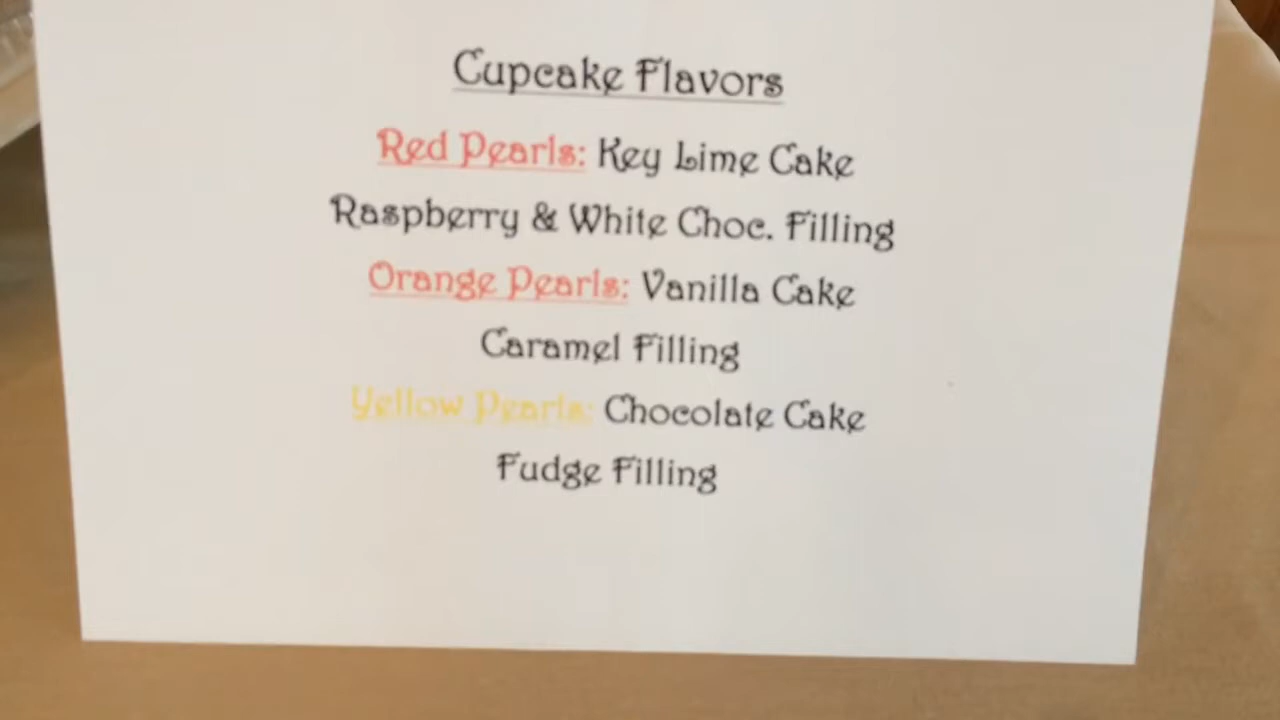 Cupcake Flavors
Red Pearls: Key Lime Cake
Raspberry & White Choc. Filling
Orange Pearls: Vanilla Cake
Caramel Filling
Yellow Pearls: Chocolate Cake
Fudge Filling